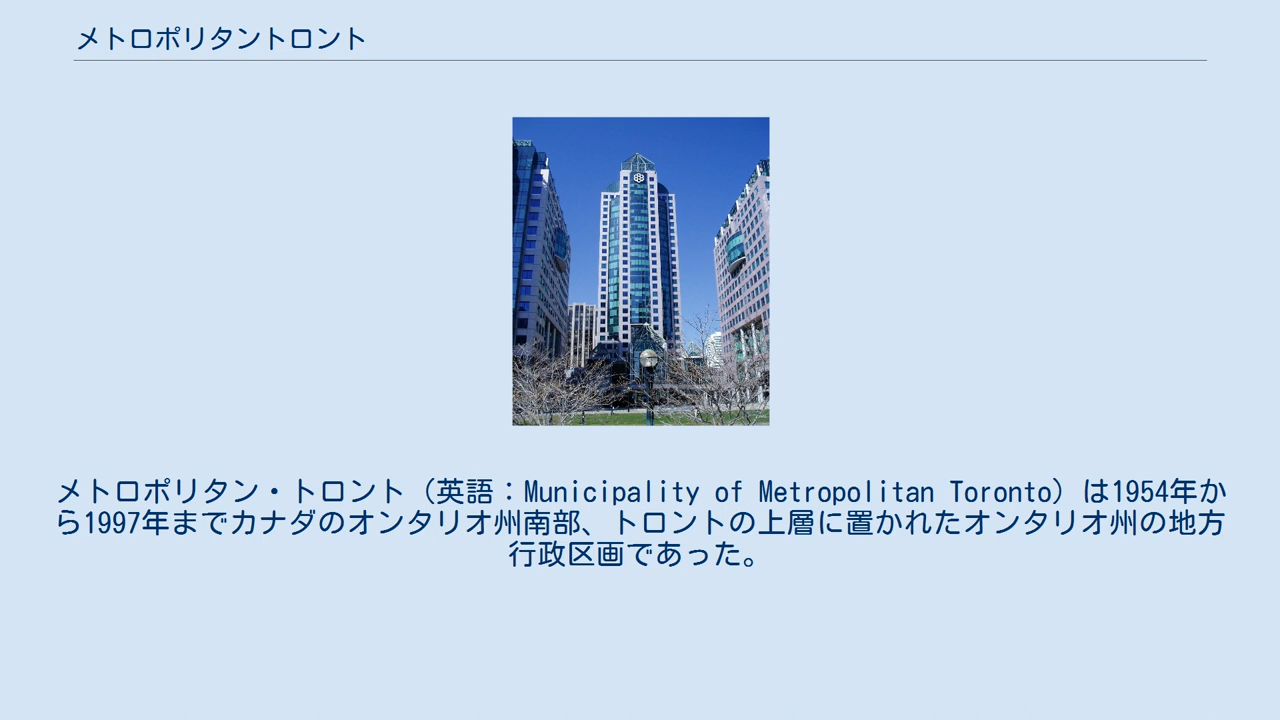 メトロポリタントロント
メトロポリタン・トロント（英語：Municipality of Metropolitan Toronto）は1954年か
ら1997年までカナダのオンタリオ州南部、トロントの上層に置かれたオンタリオ州の地方
行政区画であった。